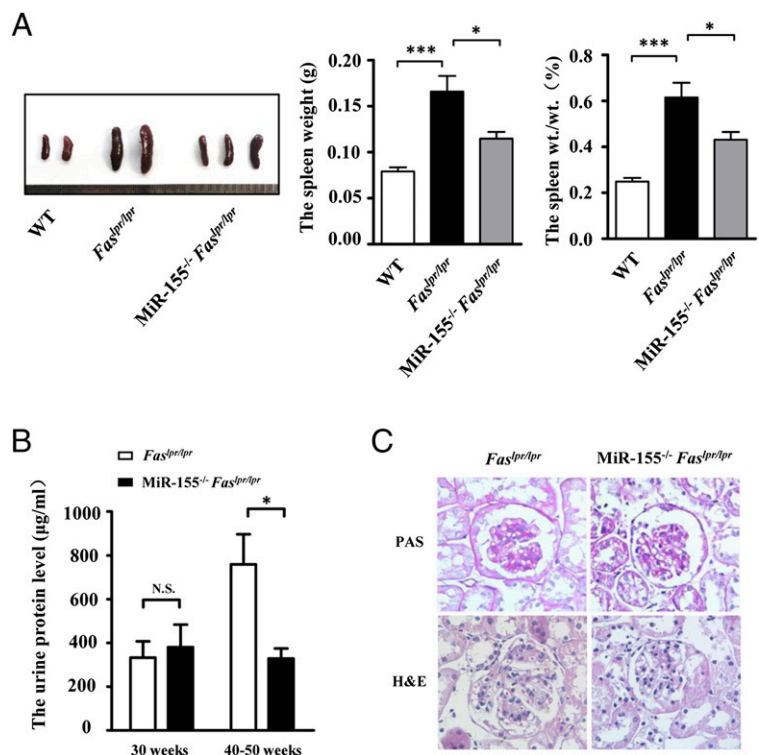 A
WT
Fas^lpr/lpr
MiR-155^-/- Fas^lpr/lpr
The spleen weight (g)
0.20
0.15
0.10
0.05
0.00
***
*
WT
Fas^lpr/lpr
MiR-155^-/- Fas^lpr/lpr
The spleen wt./wt. (%)
0.8
0.6
0.4
0.2
0.0
***
*
WT
Fas^lpr/lpr
MiR-155^-/- Fas^lpr/lpr
B
Fas^lpr/lpr
MiR-155^-/- Fas^lpr/lpr
The urine protein level (μg/ml)
1000
800
600
400
200
0
N.S.
*
30 weeks
40-50 weeks
C
Fas^lpr/lpr
MiR-155^-/- Fas^lpr/lpr
PAS
H&E